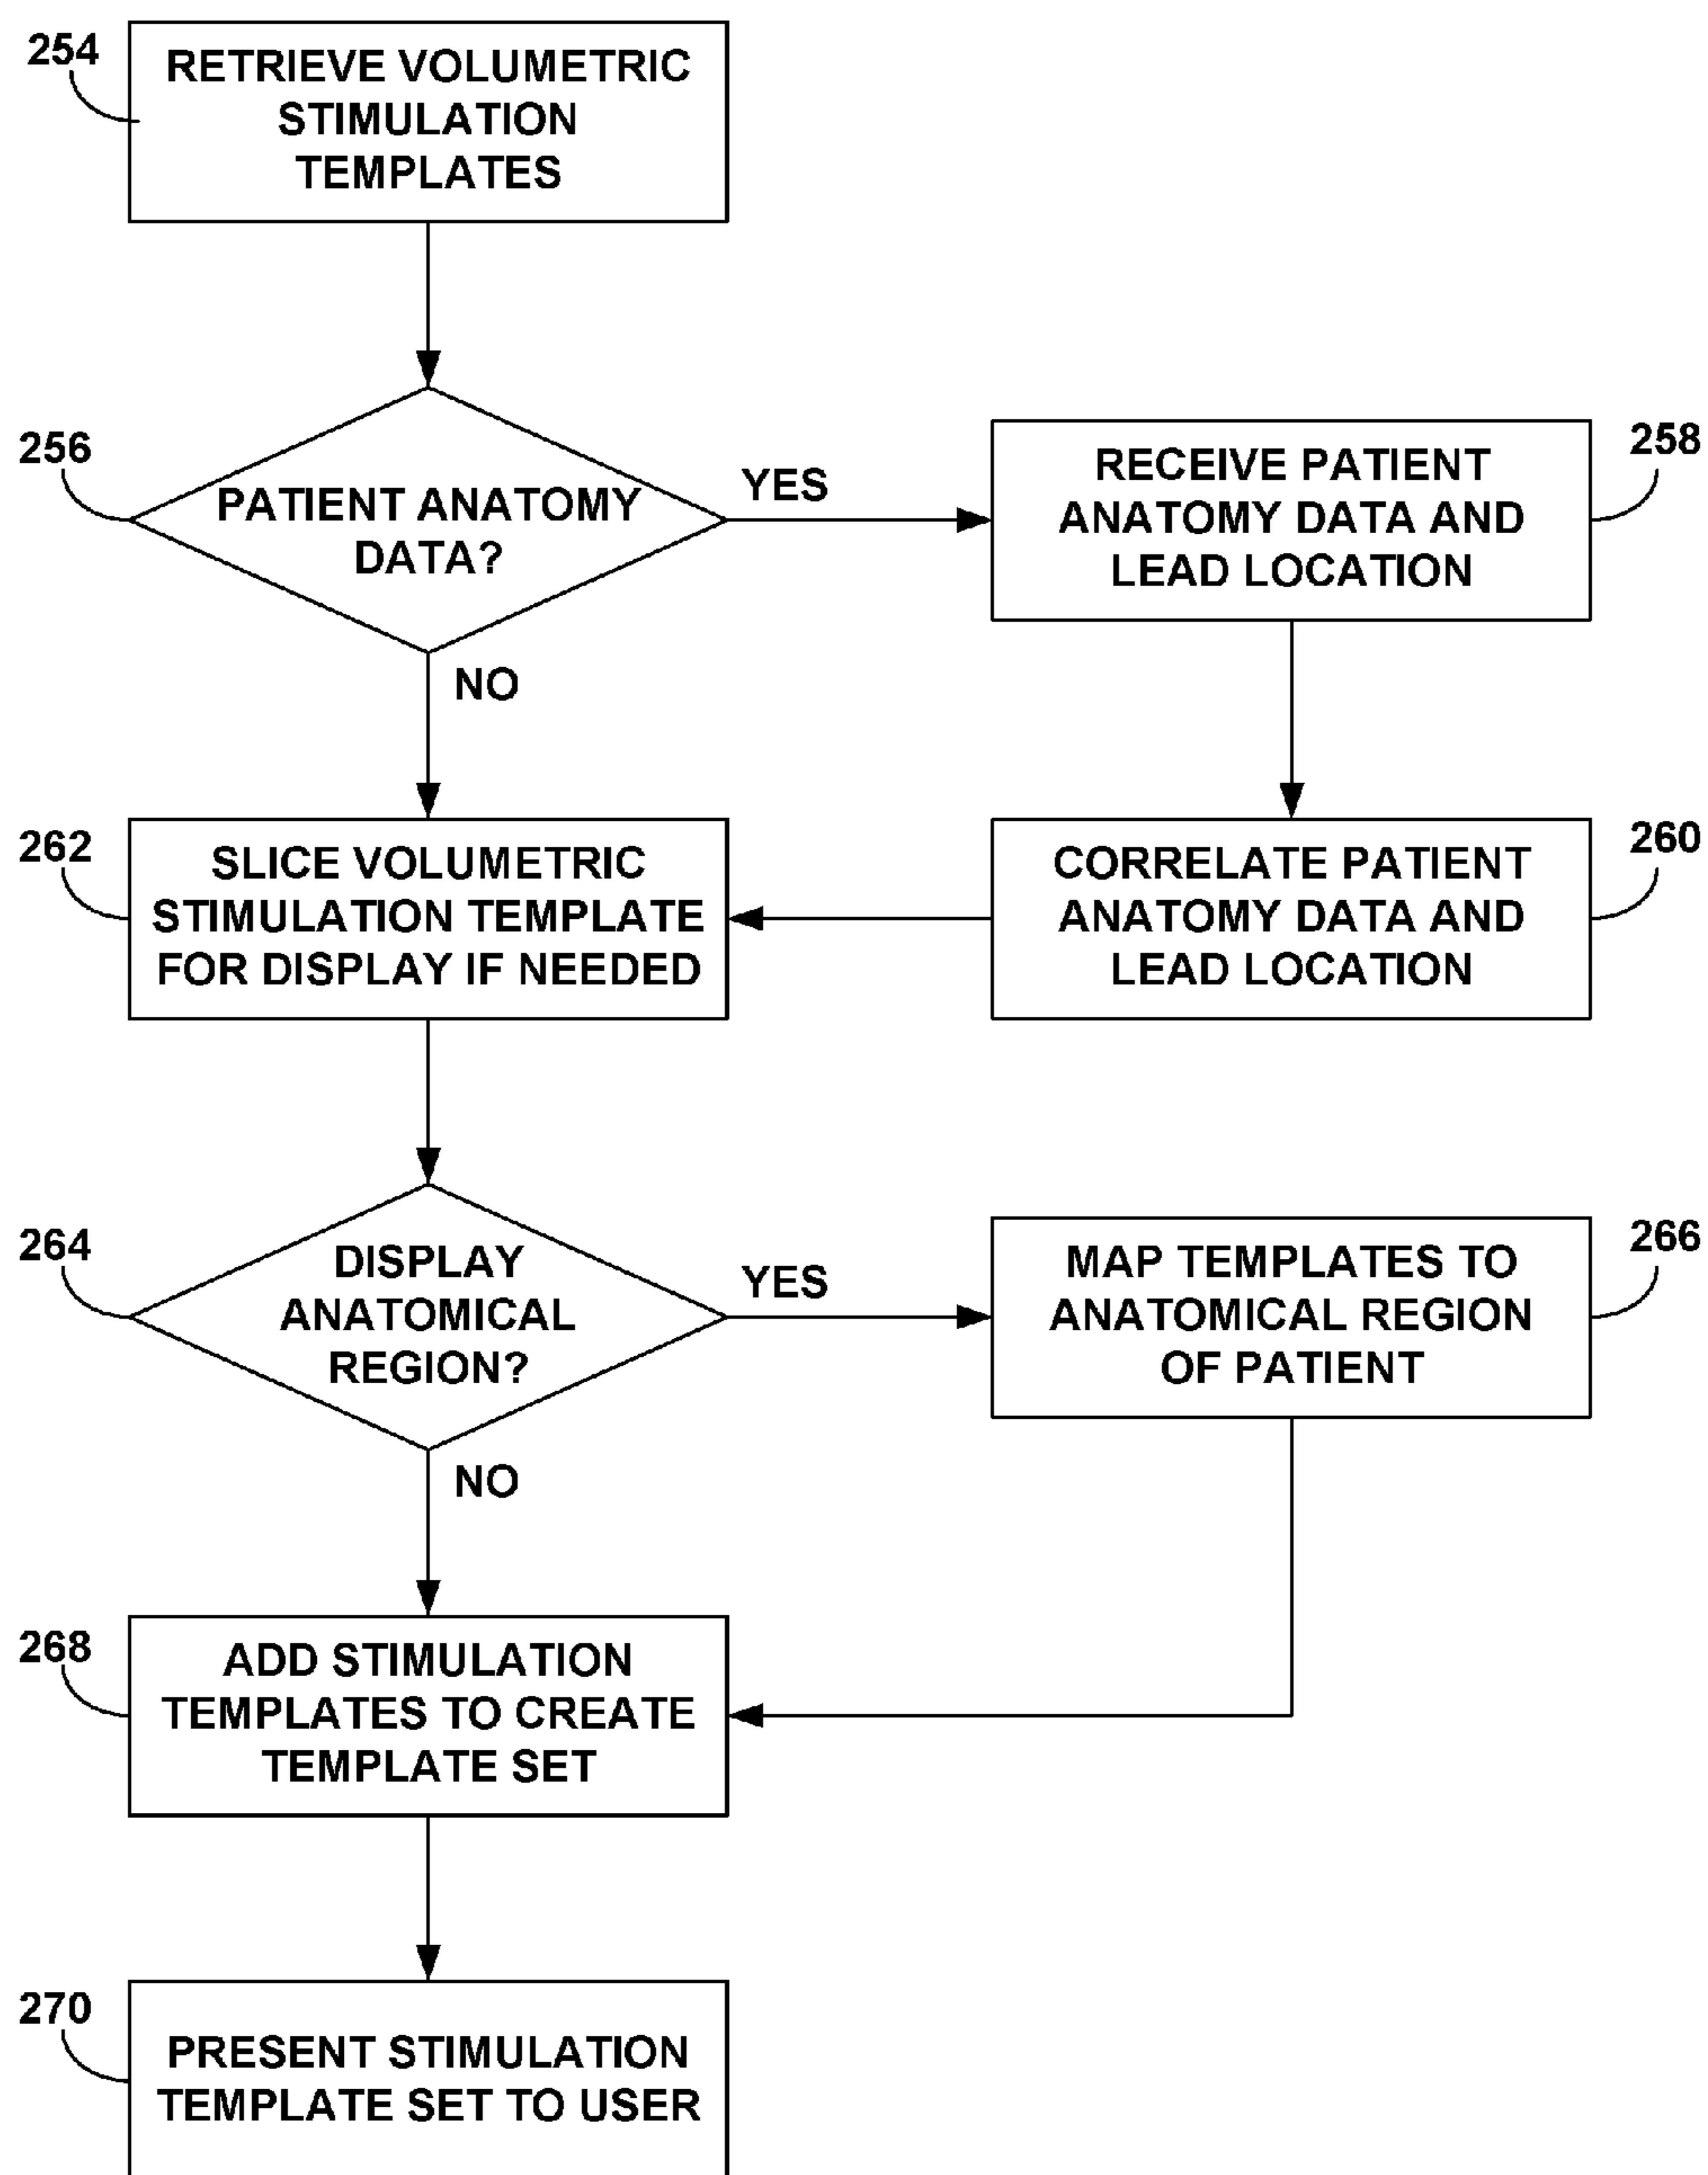 254
RETRIEVE VOLUMETRIC
STIMULATION
TEMPLATES
256
PATIENT ANATOMY
DATA?
YES
NO
258
RECEIVE PATIENT
ANATOMY DATA AND
LEAD LOCATION
260
CORRELATE PATIENT
ANATOMY DATA AND
LEAD LOCATION
262
SLICE VOLUMETRIC
STIMULATION TEMPLATE
FOR DISPLAY IF NEEDED
264
DISPLAY
ANATOMICAL
REGION?
YES
NO
266
MAP TEMPLATES TO
ANATOMICAL REGION
OF PATIENT
268
ADD STIMULATION
TEMPLATES TO CREATE
TEMPLATE SET
270
PRESENT STIMULATION
TEMPLATE SET TO USER